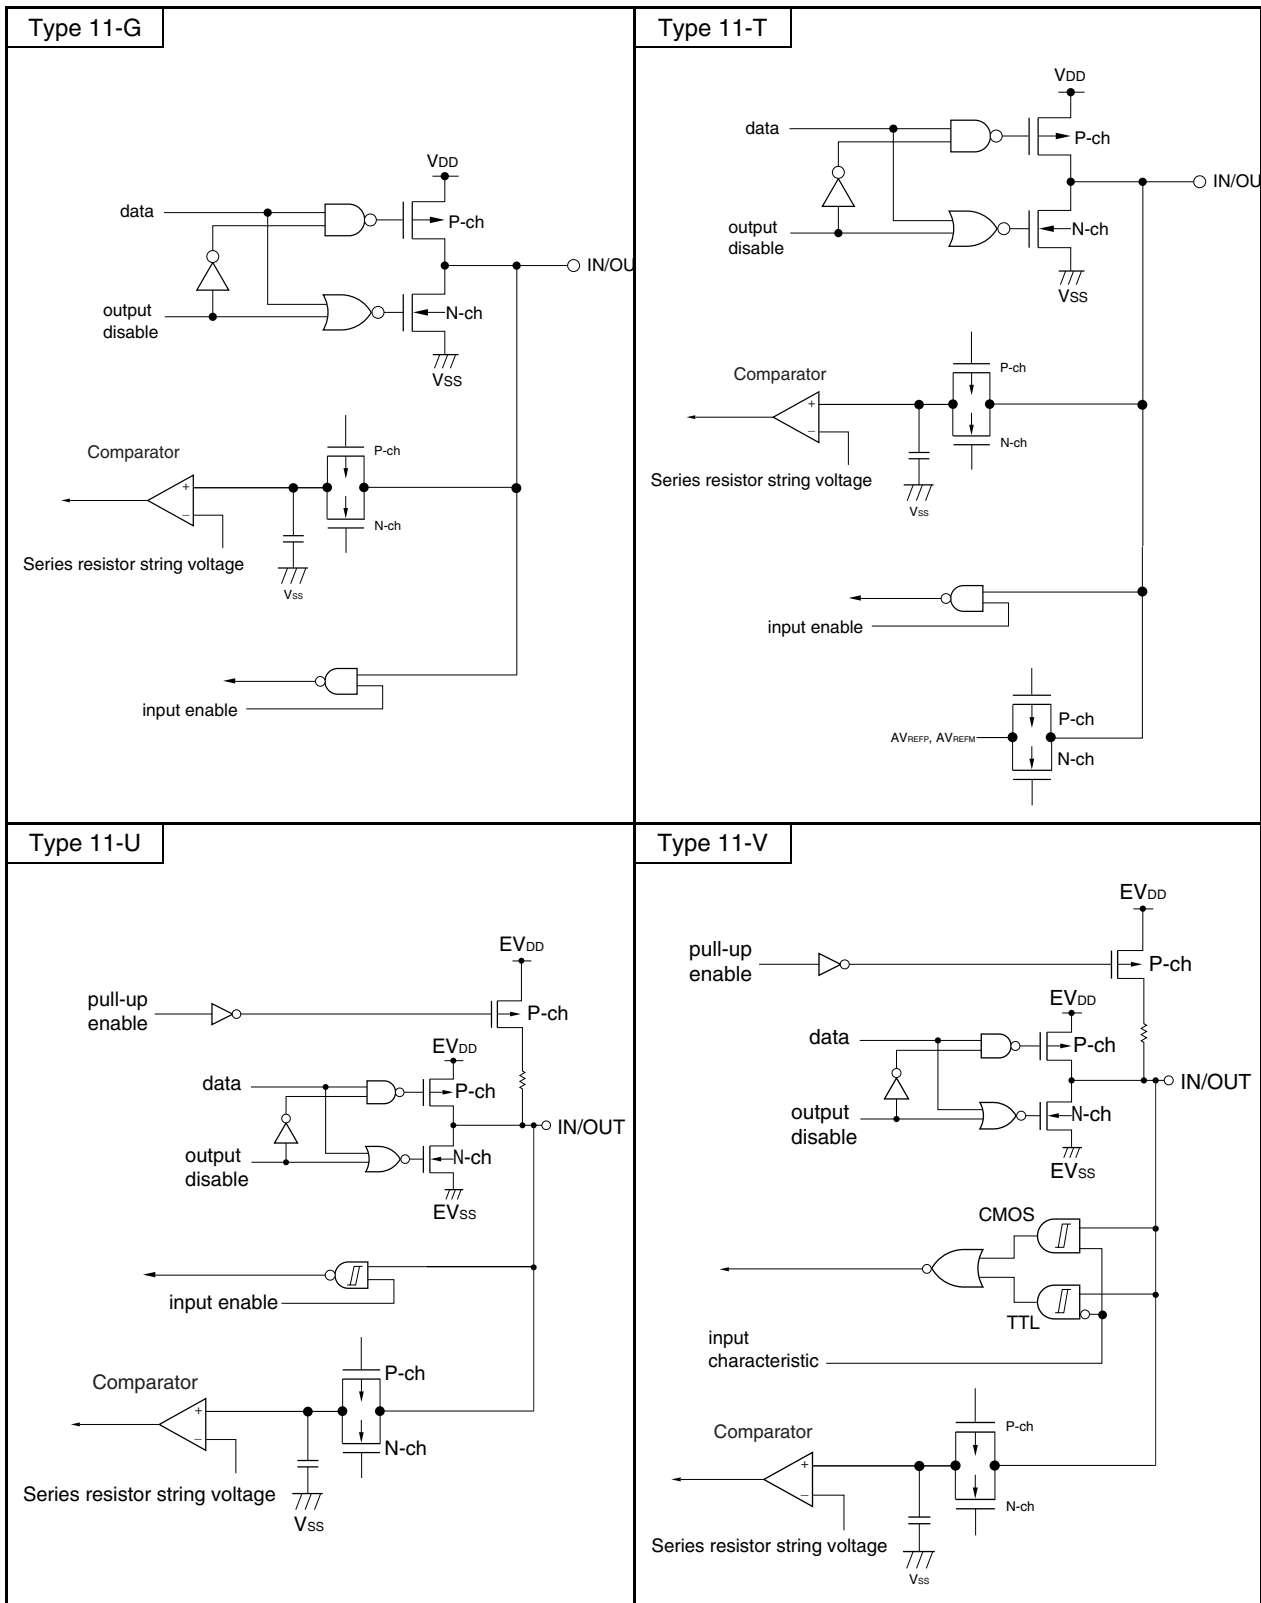 Type 11-G
VDD
data
P-ch
IN/OU
output
disable
N-ch
VSS
Comparator
P-ch
+
−
N-ch
Series resistor string voltage
VSS
input enable
Type 11-T
VDD
data
P-ch
IN/OU
output
disable
N-ch
VSS
Comparator
P-ch
+
−
N-ch
Series resistor string voltage
VSS
input enable
P-ch
AVREFP, AVREFM
N-ch
Type 11-U
EVDD
pull-up
enable
P-ch
EVDD
data
P-ch
IN/OUT
output
disable
N-ch
EVSS
input enable
P-ch
Comparator
+
−
N-ch
Series resistor string voltage
VSS
Type 11-V
EVDD
pull-up
enable
P-ch
EVDD
data
P-ch
IN/OUT
output
disable
N-ch
EVSS
CMOS
TTL
input
characteristic
Comparator
P-ch
+
−
N-ch
Series resistor string voltage
VSS